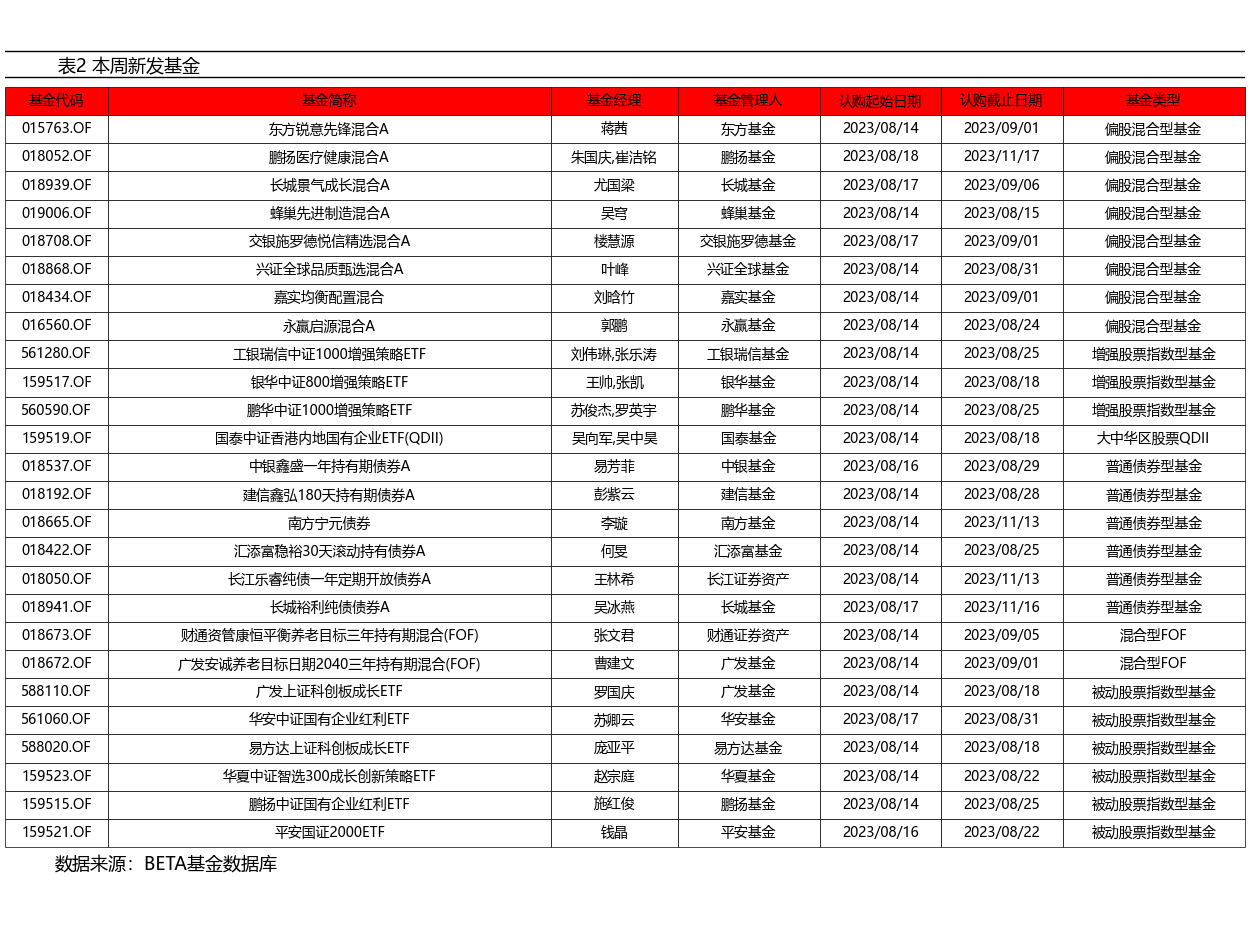 表2 本周新发基金
基金代码 基金简称 基金经理 基金管理人 认购起始日期 认购截止日期 基金类型
015763.OF 东方锐意先锋混合A 蒋茜 东方基金 2023/08/14 2023/09/01 偏股混合型基金
018052.OF 鹏扬医疗健康混合A 朱国庆,崔洁铭 鹏扬基金 2023/08/18 2023/11/17 偏股混合型基金
018939.OF 长城景气成长混合A 尤国梁 长城基金 2023/08/17 2023/09/06 偏股混合型基金
019006.OF 蜂巢先进制造混合A 吴穹 蜂巢基金 2023/08/14 2023/08/15 偏股混合型基金
018708.OF 交银施罗德悦信精选混合A 楼慧源 交银施罗德基金 2023/08/17 2023/09/01 偏股混合型基金
018868.OF 兴证全球品质甄选混合A 叶峰 兴证全球基金 2023/08/14 2023/08/31 偏股混合型基金
018434.OF 嘉实均衡配置混合 刘晗竹 嘉实基金 2023/08/14 2023/09/01 偏股混合型基金
016560.OF 永赢启源混合A 郭鹏 永赢基金 2023/08/14 2023/08/24 偏股混合型基金
561280.OF 工银瑞信中证1000增强策略ETF 刘伟琳,张乐涛 工银瑞信基金 2023/08/14 2023/08/25 增强股票指数型基金
159517.OF 银华中证800增强策略ETF 王帅,张凯 银华基金 2023/08/14 2023/08/18 增强股票指数型基金
560590.OF 鹏华中证1000增强策略ETF 苏俊杰,罗英宇 鹏华基金 2023/08/14 2023/08/25 增强股票指数型基金
159519.OF 国泰中证香港内地国有企业ETF(QDII) 吴向军,吴中昊 国泰基金 2023/08/14 2023/08/18 大中华区股票QDII
018537.OF 中银鑫盛一年持有期债券A 易芳菲 中银基金 2023/08/16 2023/08/29 普通债券型基金
018192.OF 建信鑫弘180天持有期债券A 彭紫云 建信基金 2023/08/14 2023/08/28 普通债券型基金
018665.OF 南方宁元债券 李璇 南方基金 2023/08/14 2023/11/13 普通债券型基金
018422.OF 汇添富稳裕30天滚动持有债券A 何旻 汇添富基金 2023/08/14 2023/08/25 普通债券型基金
018050.OF 长江乐睿纯债一年定期开放债券A 王林希 长江证券资产 2023/08/14 2023/11/13 普通债券型基金
018941.OF 长城裕利纯债债券A 吴冰燕 长城基金 2023/08/17 2023/11/16 普通债券型基金
018673.OF 财通资管康恒平衡养老目标三年持有期混合(FOF) 张文君 财通证券资产 2023/08/14 2023/09/05 混合型FOF
018672.OF 广发安诚养老目标日期2040三年持有期混合(FOF) 曹建文 广发基金 2023/08/14 2023/09/01 混合型FOF
588110.OF 广发上证科创板成长ETF 罗国庆 广发基金 2023/08/14 2023/08/18 被动股票指数型基金
561060.OF 华安中证国有企业红利ETF 苏卿云 华安基金 2023/08/17 2023/08/31 被动股票指数型基金
588020.OF 易方达上证科创板成长ETF 庞亚平 易方达基金 2023/08/14 2023/08/18 被动股票指数型基金
159523.OF 华夏中证智选300成长创新策略ETF 赵宗庭 华夏基金 2023/08/14 2023/08/22 被动股票指数型基金
159515.OF 鹏扬中证国有企业红利ETF 施红俊 鹏扬基金 2023/08/14 2023/08/25 被动股票指数型基金
159521.OF 平安国证2000ETF 钱晶 平安基金 2023/08/16 2023/08/22 被动股票指数型基金
数据来源：BETA基金数据库